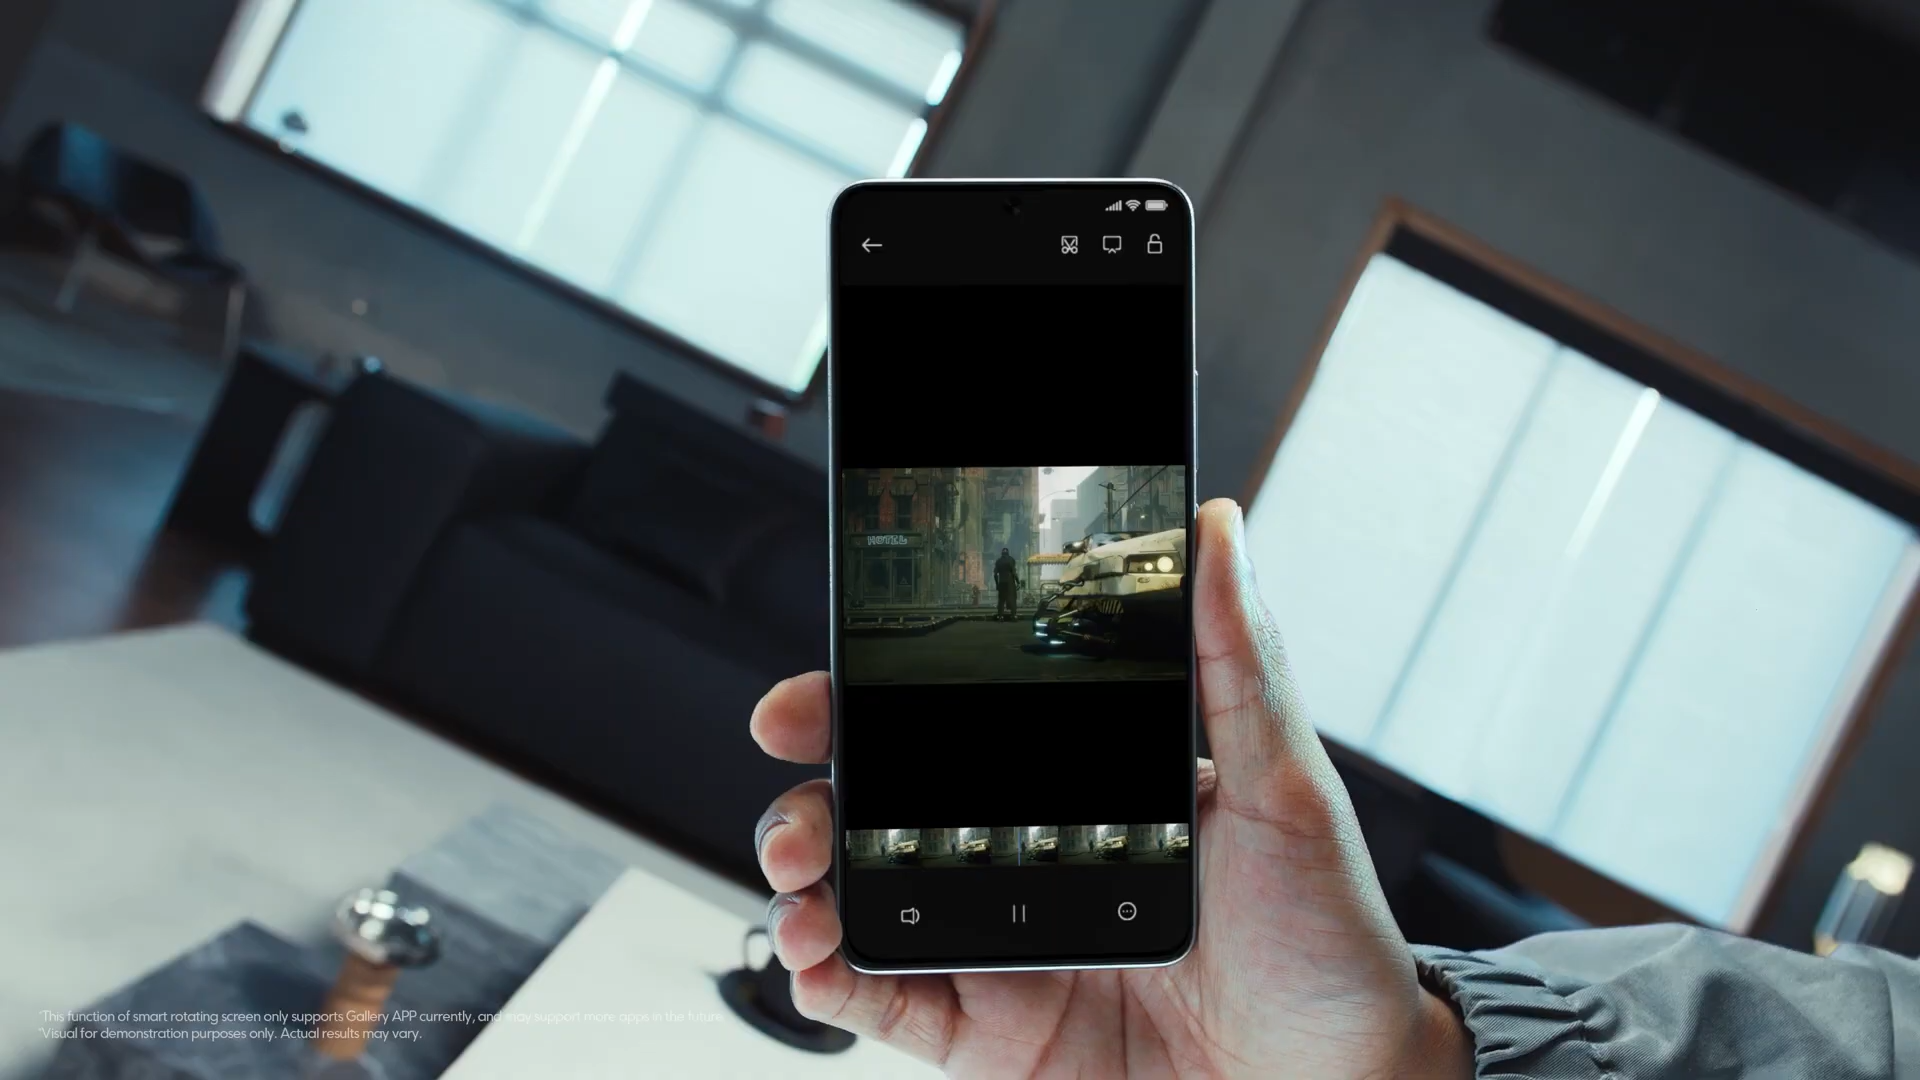 HOTEL
*This function of smart rotating screen only supports Gallery APP currently, and may support more apps in the future.
*Visual for demonstration purposes only. Actual results may vary.